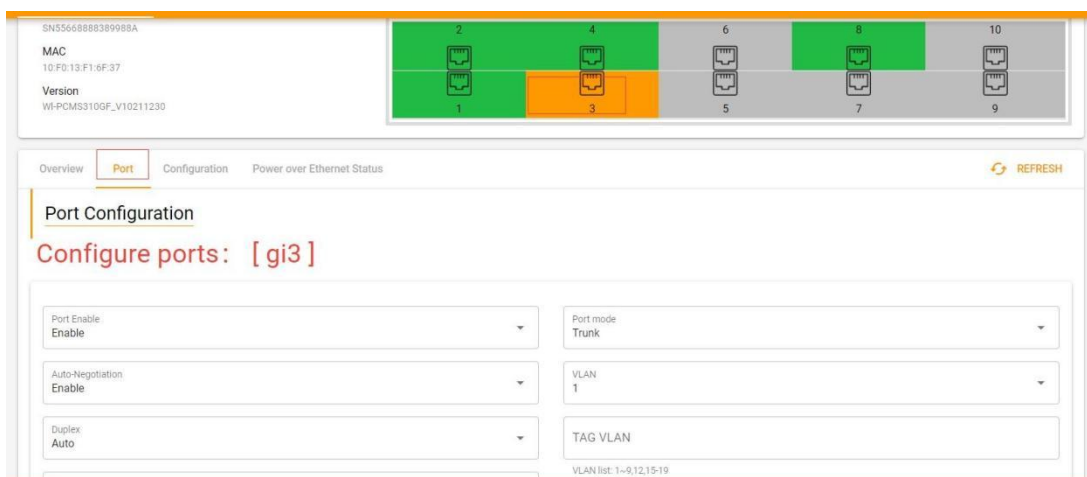 SN55668888389988A
MAC
10:F0:13:F1:6F:37
Version
WI-PCMS310GF_V10211230
2 4 6 8 10
1 3 5 7 9
Overview Port Configuration Power over Ethernet Status REFRESH
Port Configuration
Configure ports: [ gi3 ]
Port Enable
Enable
Port mode
Trunk
Auto-Negotiation
Enable
VLAN
1
Duplex
Auto
TAG VLAN
VLAN list: 1~9,12,15-19